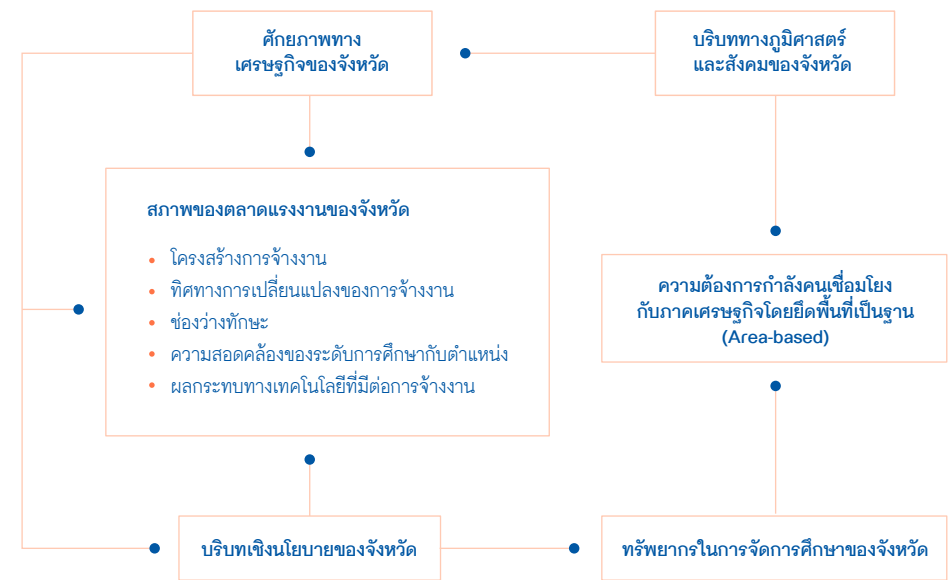 ศักยภาพทาง
เศรษฐกิจของจังหวัด
บริบททางภูมิศาสตร์
และสังคมของจังหวัด
สภาพของตลาดแรงงานของจังหวัด
• โครงสร้างการจ้างงาน
• ทิศทางการเปลี่ยนแปลงของการจ้างงาน
• ช่องว่างทักษะ
• ความสอดคล้องของระดับการศึกษากับตำแหน่ง
• ผลกระทบทางเทคโนโลยีที่มีต่อการจ้างงาน
ความต้องการกำลังคนเชื่อมโยง
กับภาคเศรษฐกิจโดยยึดพื้นที่เป็นฐาน
(Area-based)
บริบทเชิงนโยบายของจังหวัด
ทรัพยากรในการจัดการศึกษาของจังหวัด